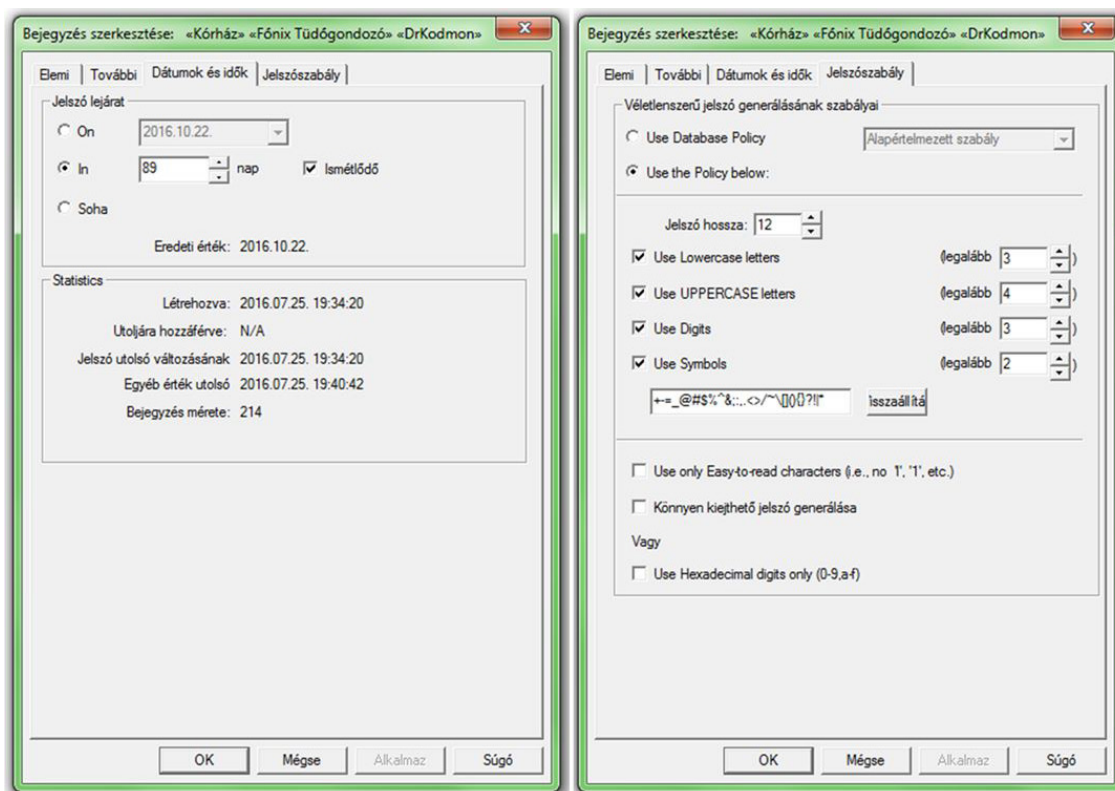 Bejegyzés szerkesztése: «Kórház» «Főnix Tüdőgondozó» «DrKodmon»
Elemi További Dátumok és idők Jelszószabály
Jelszó lejárat
On 2016.10.22.
In 89 nap Ismétlődő
Soha
Eredeti érték: 2016.10.22.
Statistics
Létrehozva: 2016.07.25. 19:34:20
Utoljára hozzáférve: N/A
Jelszó utolsó változásának 2016.07.25. 19:34:20
Egyéb érték utolsó 2016.07.25. 19:40:42
Bejegyzés mérete: 214
OK Mégse Alkalmaz Súgó
Bejegyzés szerkesztése: «Kórház» «Főnix Tüdőgondozó» «DrKodmon»
Elemi További Dátumok és idők Jelszószabály
Véletlenszerű jelszó generálásának szabályai
Use Database Policy Alapértelmezett szabály
Use the Policy below:
Jelszó hossza: 12
Use Lowercase letters (legalább 3 )
Use UPPERCASE letters (legalább 4 )
Use Digits (legalább 3 )
Use Symbols (legalább 2 )
isszaállítá
Use only Easy-to-read characters (i.e., no 'l', '1', etc.)
Könnyen kiejthető jelszó generálása
Vagy
Use Hexadecimal digits only (0-9,a-f)
OK Mégse Alkalmaz Súgó